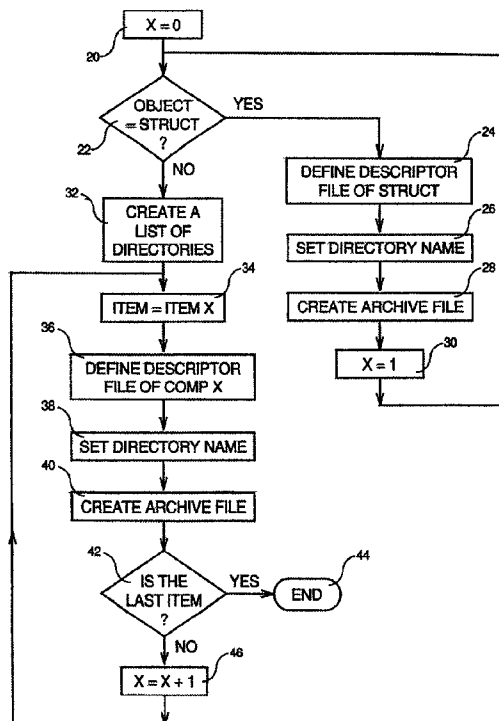 X = 0
20
OBJECT
= STRUCT
?
22
YES
NO
24
DEFINE DESCRIPTOR
FILE OF STRUCT
26
SET DIRECTORY NAME
28
CREATE ARCHIVE FILE
30
X = 1
32
CREATE A
LIST OF
DIRECTORIES
34
ITEM = ITEM X
36
DEFINE DESCRIPTOR
FILE OF COMP X
38
SET DIRECTORY NAME
40
CREATE ARCHIVE FILE
42
IS THE
LAST ITEM
?
YES
44
END
NO
46
X = X + 1